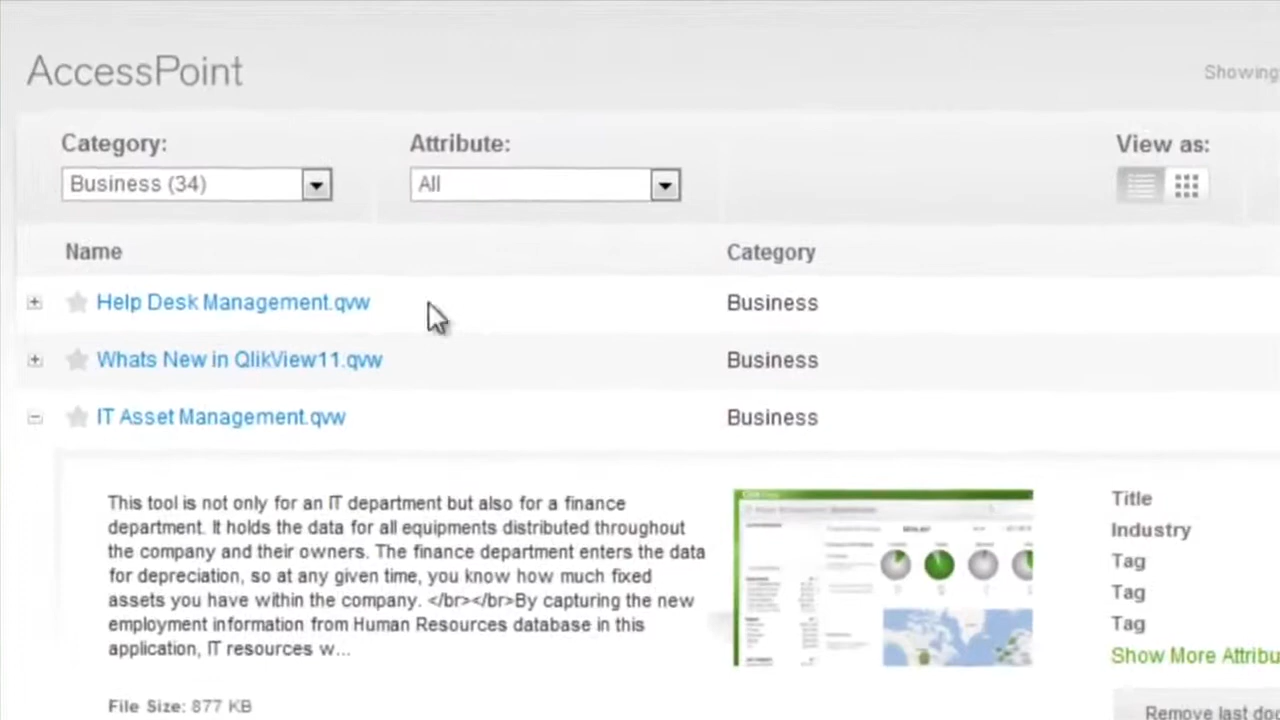 AccessPoint
Showing
Category:
Attribute:
View as:
Business (34)
All
Name
Category
Help Desk Management.qvw
Business
Whats New in QlikView11.qvw
Business
IT Asset Management.qvw
Business
This tool is not only for an IT department but also for a finance
department. It holds the data for all equipments distributed throughout
the company and their owners. The finance department enters the data
for depreciation, so at any given time, you know how much fixed
assets you have within the company. </br></br>By capturing the new
employment information from Human Resources database in this
application, IT resources w...
File Size: 877 KB
Title
Industry
Tag
Tag
Tag
Show More Attribu
Remove last do